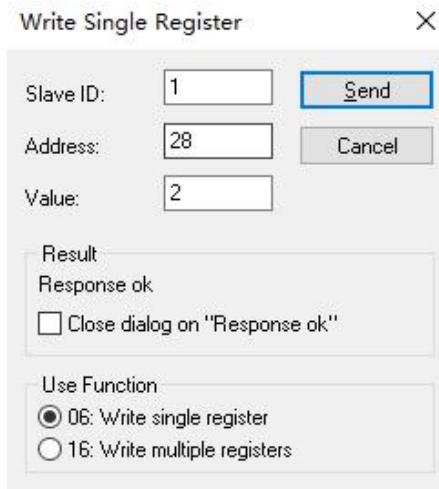 Write Single Register
Slave ID: 1 Send
Address: 28 Cancel
Value: 2
Result
Response ok
Close dialog on "Response ok"
Use Function
06: Write single register
16: Write multiple registers